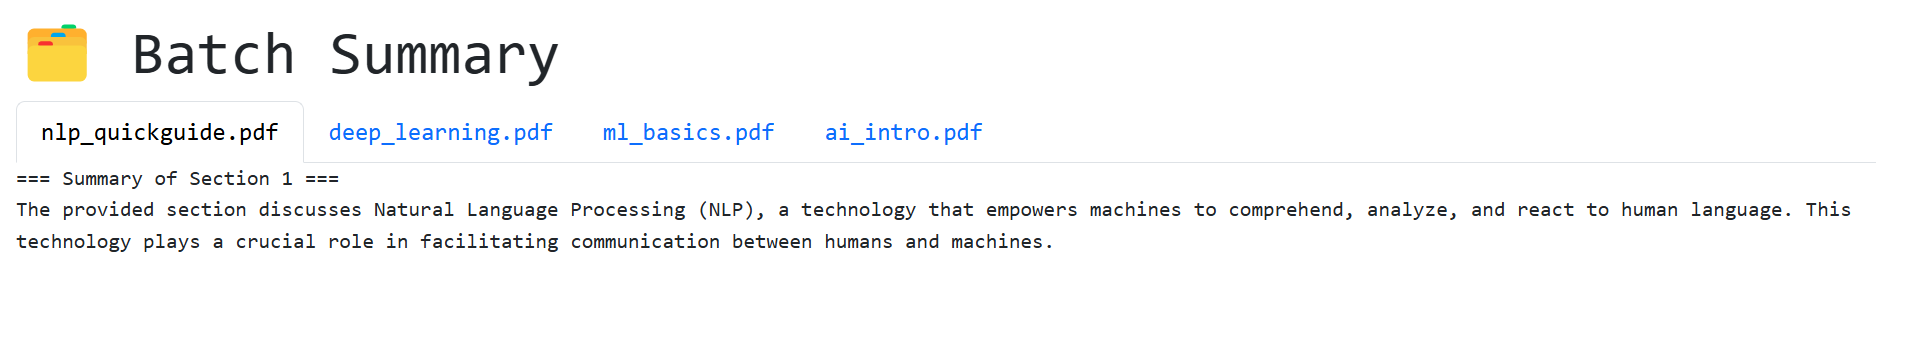 Batch Summary
nlp_quickguide.pdf deep_learning.pdf ml_basics.pdf ai_intro.pdf
=== Summary of Section 1 ===
The provided section discusses Natural Language Processing (NLP), a technology that empowers machines to comprehend, analyze, and react to human language. This
technology plays a crucial role in facilitating communication between humans and machines.